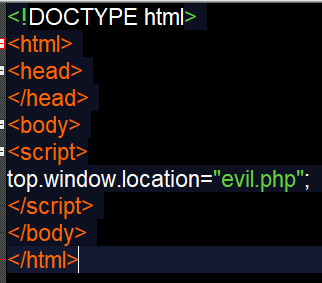 <!DOCTYPE html>
<html>
<head>
</head>
<body>
<script>
top.window.location="evil.php";
</script>
</body>
</html>